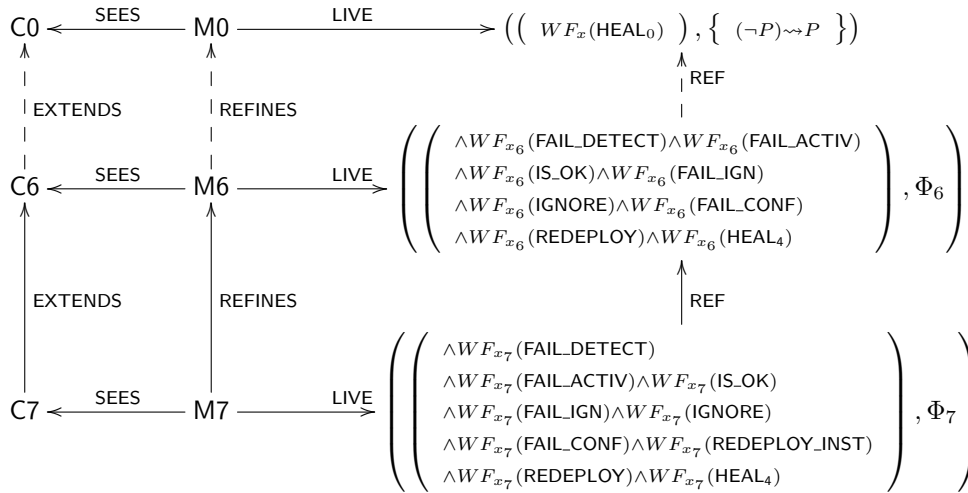 C0 SEES M0 LIVE (( WF_x(HEAL_0) ), { (¬P)⇝P })
EXTENDS REFINES REF
C6 SEES M6 LIVE
∧WF_{x_6}(FAIL_DETECT)∧WF_{x_6}(FAIL_ACTIV)
∧WF_{x_6}(IS_OK)∧WF_{x_6}(FAIL_IGN)
∧WF_{x_6}(IGNORE)∧WF_{x_6}(FAIL_CONF)
∧WF_{x_6}(REDEPLOY)∧WF_{x_6}(HEAL_4)
, Φ_6
EXTENDS REFINES REF
C7 SEES M7 LIVE
∧WF_{x_7}(FAIL_DETECT)
∧WF_{x_7}(FAIL_ACTIV)∧WF_{x_7}(IS_OK)
∧WF_{x_7}(FAIL_IGN)∧WF_{x_7}(IGNORE)
∧WF_{x_7}(FAIL_CONF)∧WF_{x_7}(REDEPLOY_INST)
∧WF_{x_7}(REDEPLOY)∧WF_{x_7}(HEAL_4)
, Φ_7